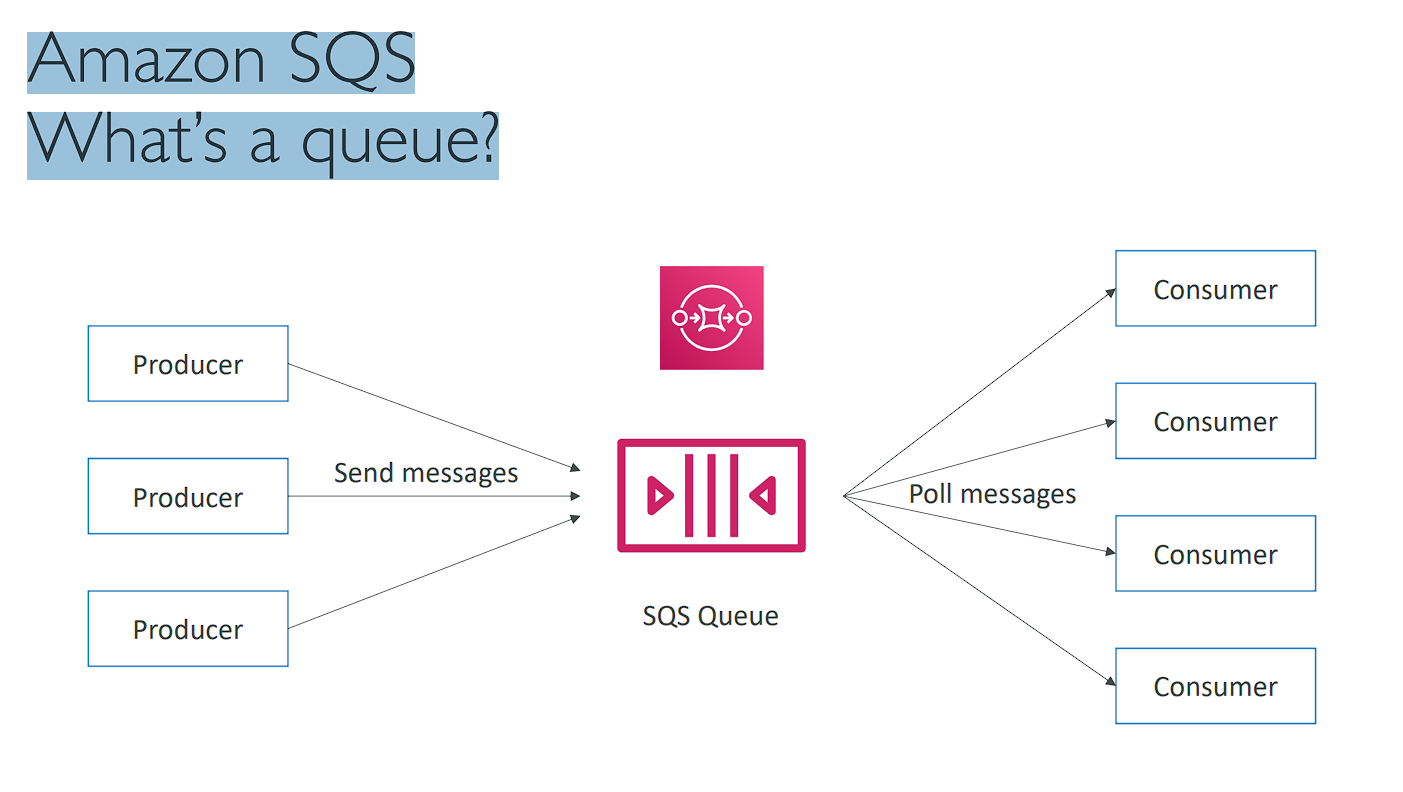 Amazon SQS
What's a queue?
Producer
Producer
Producer
Send messages
SQS Queue
Poll messages
Consumer
Consumer
Consumer
Consumer